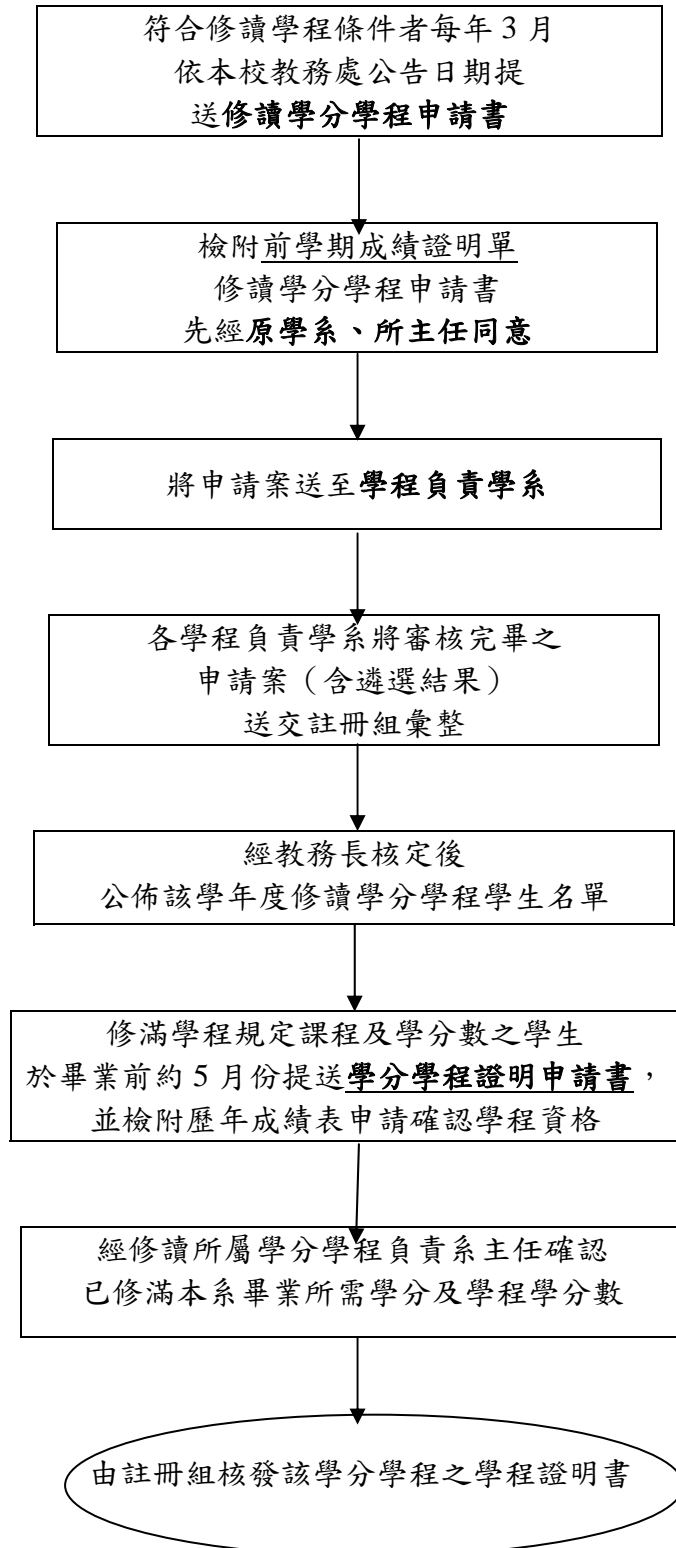 符合修讀學程條件者每年 3 月
依本校教務處公告日期提
送修讀學分學程申請書
檢附前學期成績證明單
修讀學分學程申請書
先經原學系、所主任同意
將申請案送至學程負責學系
各學程負責學系將審核完畢之
申請案（含遴選結果）
送交註冊組彙整
經教務長核定後
公佈該學年度修讀學分學程學生名單
修滿學程規定課程及學分數之學生
於畢業前約 5 月份提送學分學程證明申請書，
並檢附歷年成績表申請確認學程資格
經修讀所屬學分學程負責系主任確認
已修滿本系畢業所需學分及學程學分數
由註冊組核發該學分學程之學程證明書